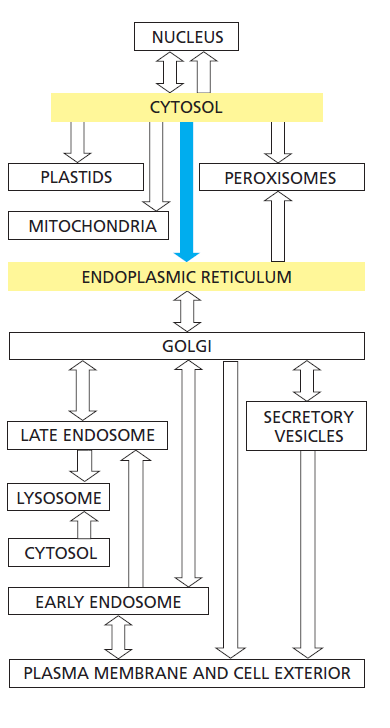 NUCLEUS
CYTOSOL
PLASTIDS
PEROXISOMES
MITOCHONDRIA
ENDOPLASMIC RETICULUM
GOLGI
SECRETORY
VESICLES
LATE ENDOSOME
LYSOSOME
CYTOSOL
EARLY ENDOSOME
PLASMA MEMBRANE AND CELL EXTERIOR